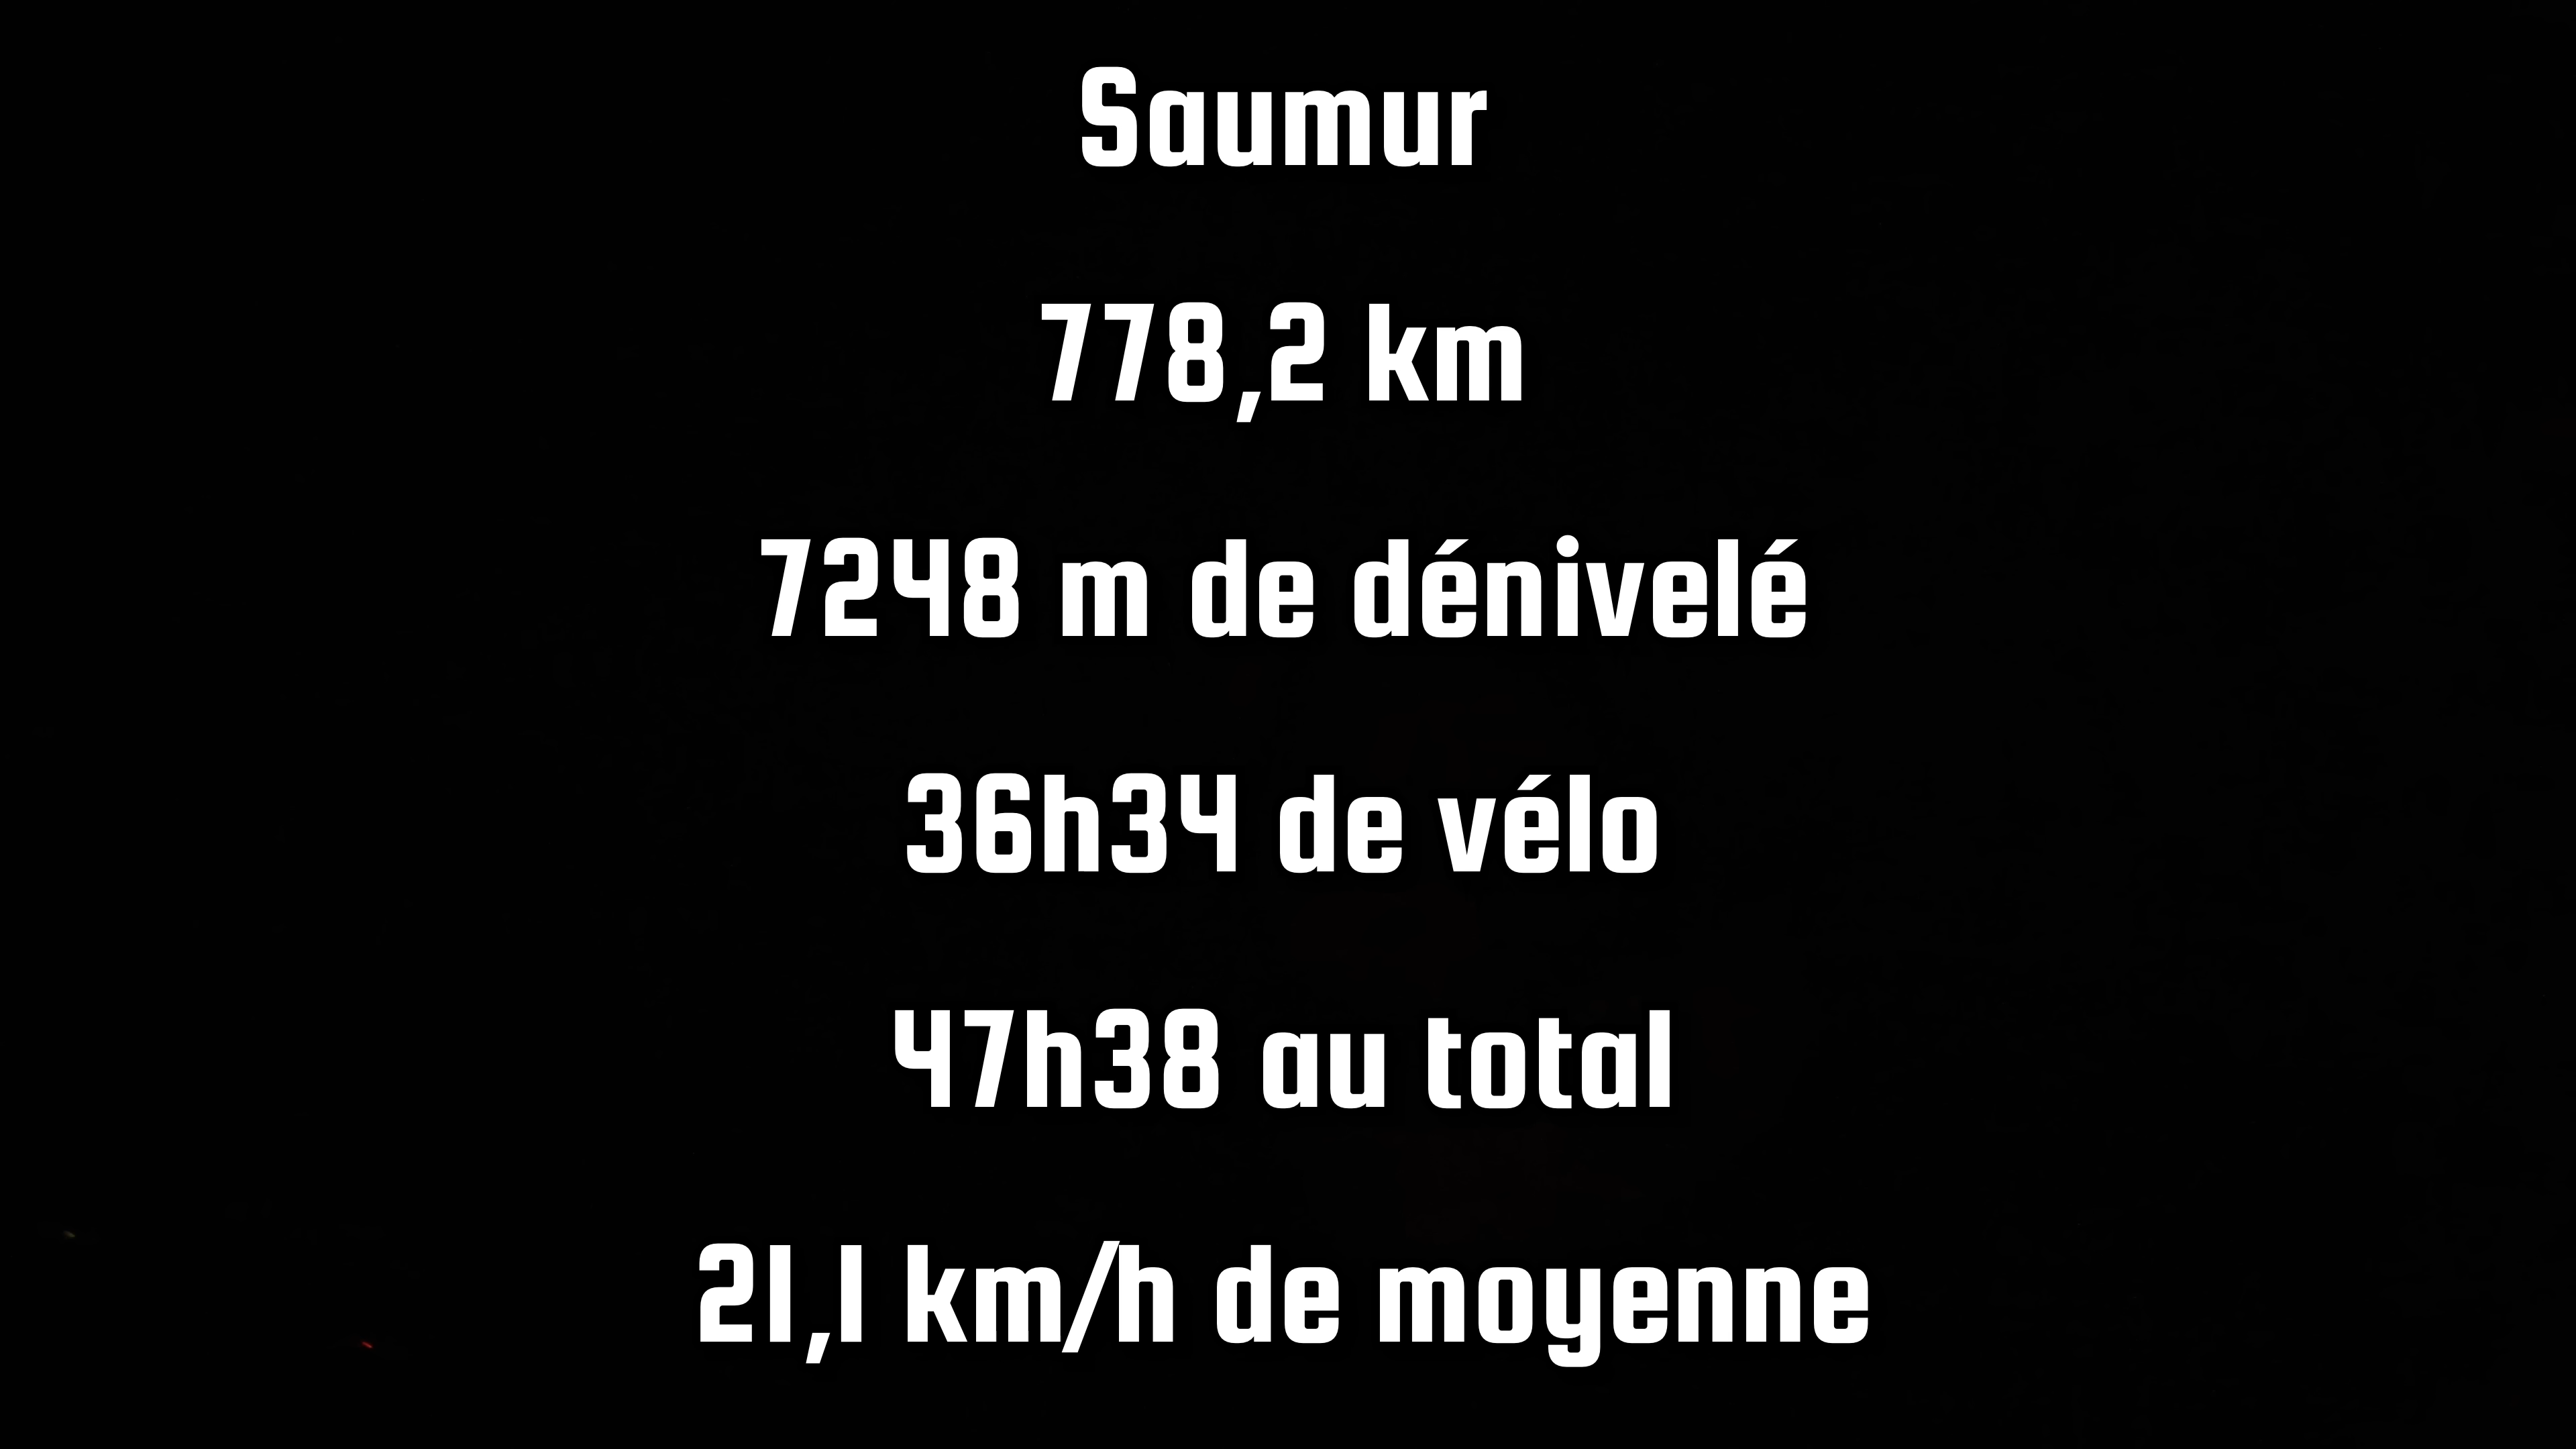 Saumur
778,2 km
7248 m de dénivelé
36h34 de vélo
47h38 au total
21,1 km/h de moyenne